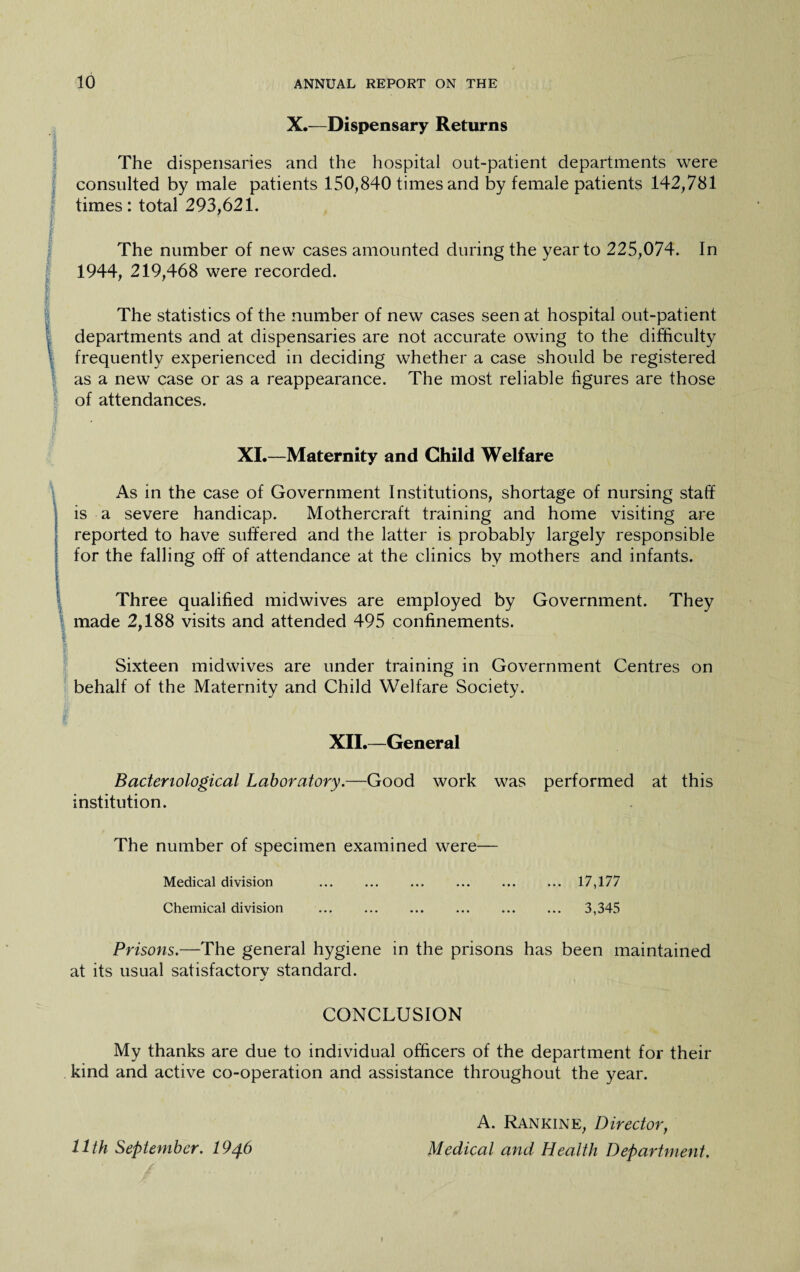 10 ANNUAL REPORT ON THE
X.—Dispensary Returns
The dispensaries and the hospital out-patient departments were
consulted by male patients 150,840 times and by female patients 142,781
times : total 293,621.
The number of new cases amounted during the year to 225,074. In
1944, 219,468 were recorded.
The statistics of the number of new cases seen at hospital out-patient
departments and at dispensaries are not accurate owing to the difficulty
frequently experienced in deciding whether a case should be registered
as a new case or as a reappearance. The most reliable figures are those
of attendances.
XI.—Maternity and Child Welfare
As in the case of Government Institutions, shortage of nursing staff
is a severe handicap. Mothercraft training and home visiting are
reported to have suffered and the latter is probably largely responsible
for the falling off of attendance at the clinics by mothers and infants.
Three qualified midwives are employed by Government. They
made 2,188 visits and attended 495 confinements.
Sixteen midwives are under training in Government Centres on
behalf of the Maternity and Child Welfare Society.
XII.—General
Bacteriological Laboratory.—Good work was performed at this
institution.
The number of specimen examined were—
Medical division ... ... ... ... ... ... 17,177
Chemical division ... ... ... ... ... ... 3,345
Prisons.—The general hygiene in the prisons has been maintained
at its usual satisfactory standard.
CONCLUSION
My thanks are due to individual officers of the department for their
kind and active co-operation and assistance throughout the year.
A. RANKINE, Director,
11th September. 1946 Medical and Health Department.